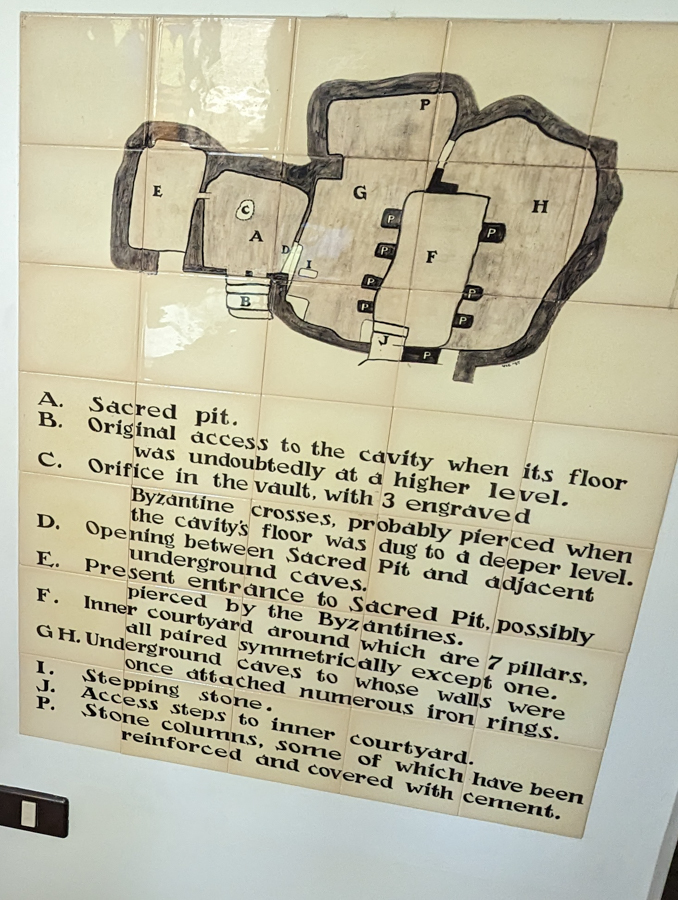 P
E
G
H
C
A
P
P
D
F
P
I
P
P
B
P
P
J
P
A. Sacred pit.
B. Original access to the cavity when its floor
was undoubtedly at a higher level.
C. Orifice in the vault, with 3 engraved
Byzantine crosses, probably pierced when
the cavity's floor was dug to a deeper level.
D. Opening between Sacred Pit and adjacent
underground caves.
E. Present entrance to Sacred Pit, possibly
pierced by the Byzantines.
F. Inner courtyard around which are 7 pillars,
all paired symmetrically except one.
G H. Underground caves to whose walls were
once attached numerous iron rings.
I. Stepping stone.
J. Access steps to inner courtyard.
P. Stone columns, some of which have been
reinforced and covered with cement.